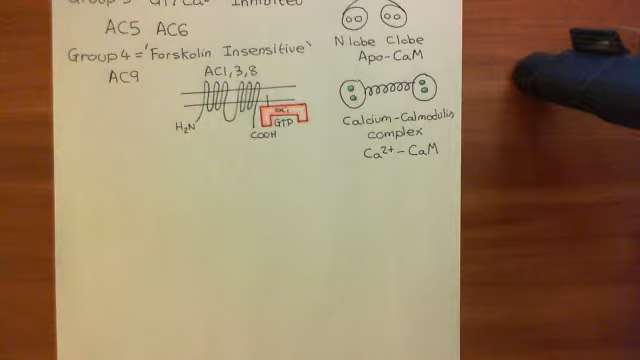 Inhibited
AC5 AC6
Group 4 = 'Forskolin Insensitive'
AC9
AC1,3,8
H₂N
COOH
GTP
N lobe C lobe
Apo-CaM
Calcium-Calmodulin
complex
Ca²⁺-CaM